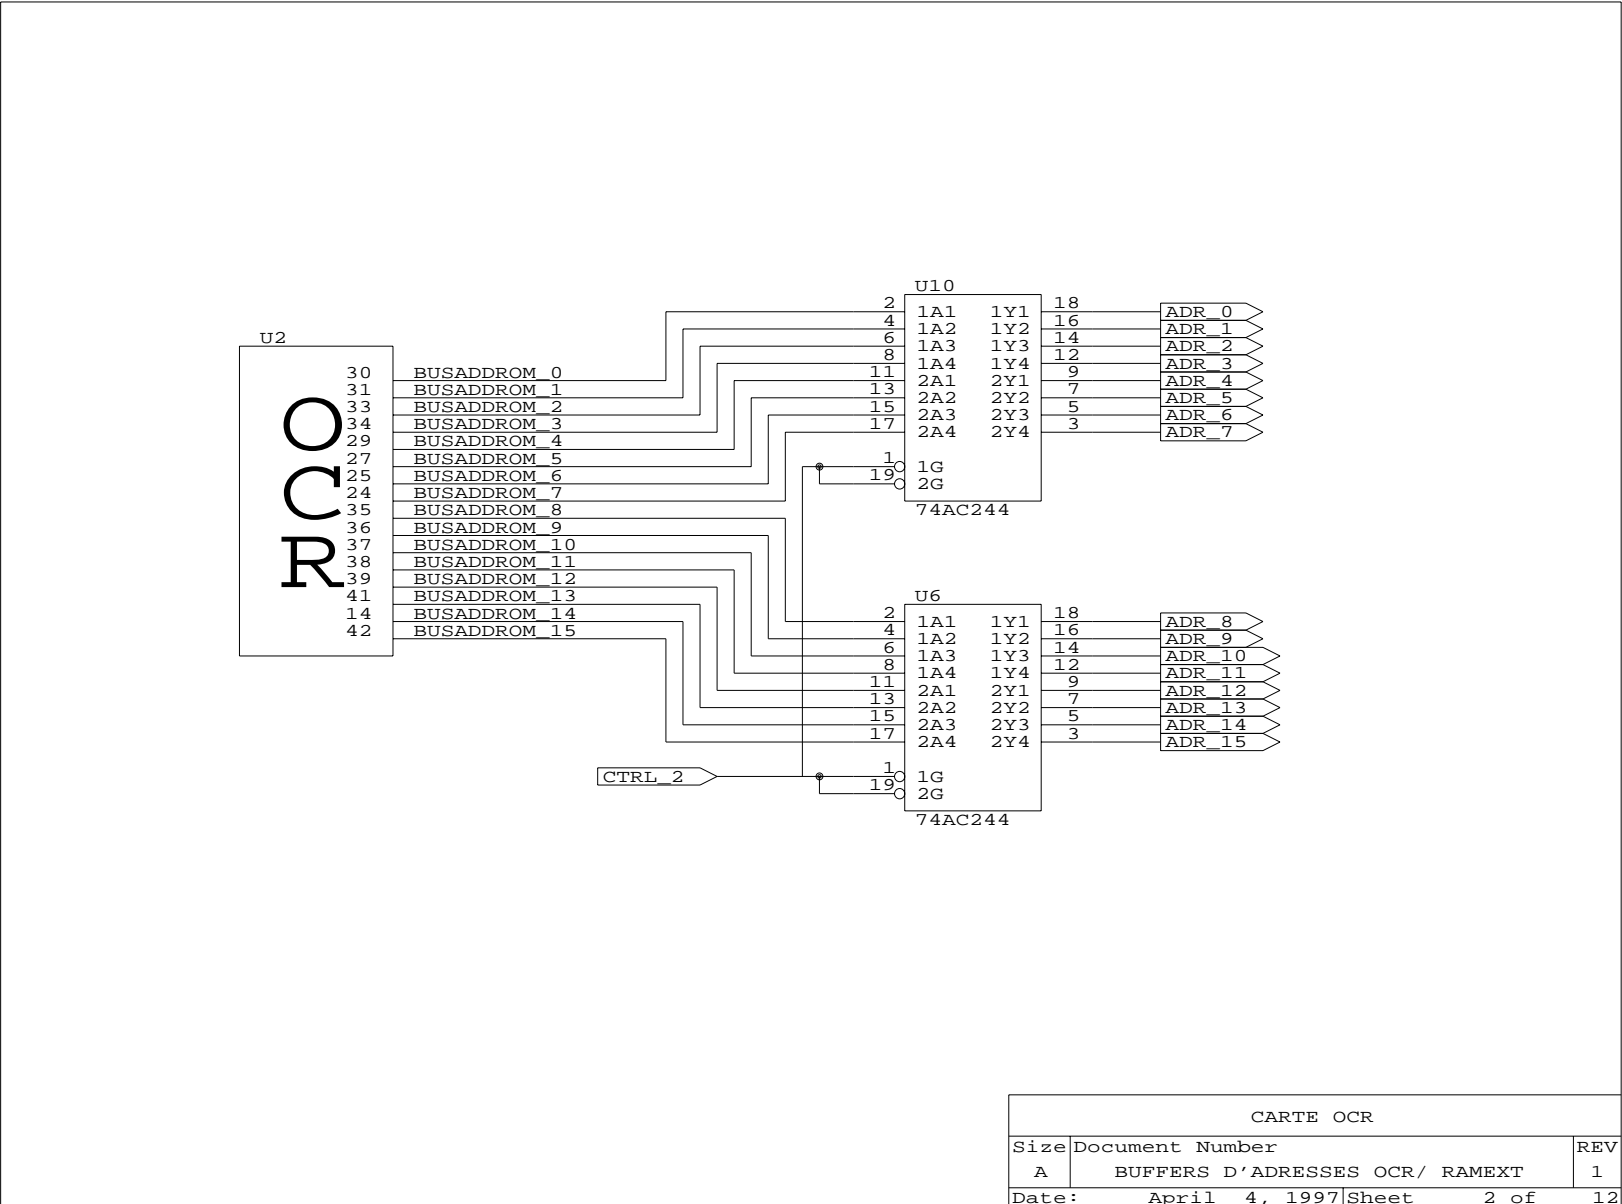 U2
O
C
R
30 BUSADDROM_0
31 BUSADDROM_1
33 BUSADDROM_2
34 BUSADDROM_3
29 BUSADDROM_4
27 BUSADDROM_5
25 BUSADDROM_6
24 BUSADDROM_7
35 BUSADDROM_8
36 BUSADDROM_9
37 BUSADDROM_10
38 BUSADDROM_11
39 BUSADDROM_12
41 BUSADDROM_13
14 BUSADDROM_14
42 BUSADDROM_15
CTRL_2
U10
2 1A1 1Y1 18 ADR_0
4 1A2 1Y2 16 ADR_1
6 1A3 1Y3 14 ADR_2
8 1A4 1Y4 12 ADR_3
11 2A1 2Y1 9 ADR_4
13 2A2 2Y2 7 ADR_5
15 2A3 2Y3 5 ADR_6
17 2A4 2Y4 3 ADR_7
1 1G
19 2G
74AC244
U6
2 1A1 1Y1 18 ADR_8
4 1A2 1Y2 16 ADR_9
6 1A3 1Y3 14 ADR_10
8 1A4 1Y4 12 ADR_11
11 2A1 2Y1 9 ADR_12
13 2A2 2Y2 7 ADR_13
15 2A3 2Y3 5 ADR_14
17 2A4 2Y4 3 ADR_15
1 1G
19 2G
74AC244
CARTE OCR
Size Document Number REV
A BUFFERS D'ADRESSES OCR/ RAMEXT 1
Date: April 4, 1997 Sheet 2 of 12